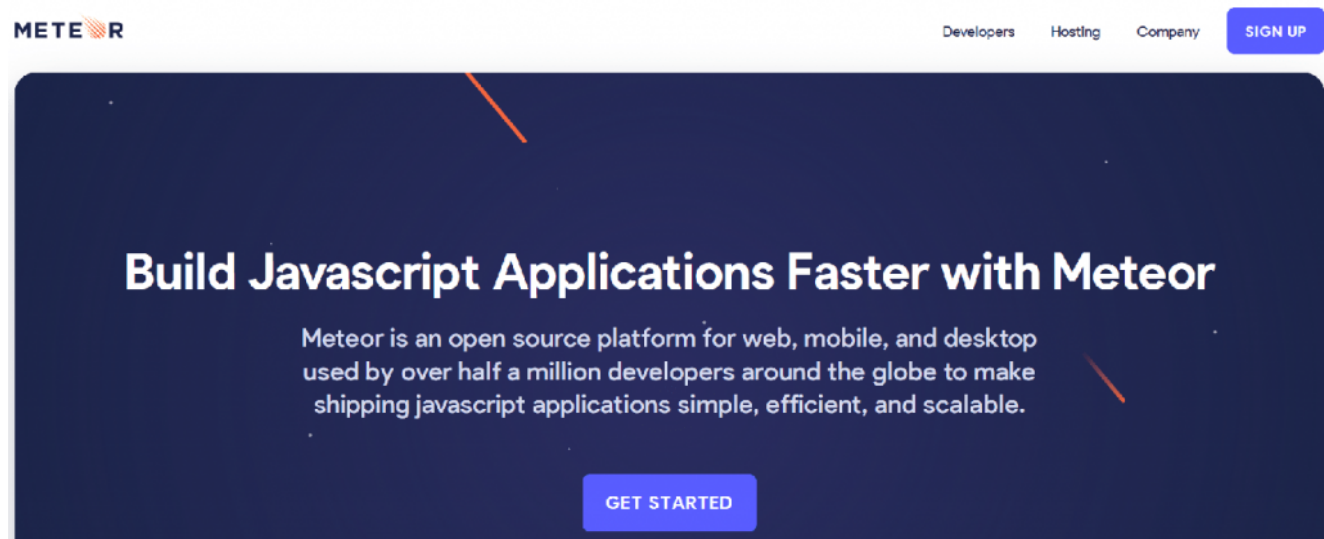 METEOR
Developers Hosting Company SIGN UP
Build Javascript Applications Faster with Meteor
Meteor is an open source platform for web, mobile, and desktop
used by over half a million developers around the globe to make
shipping javascript applications simple, efficient, and scalable.
GET STARTED